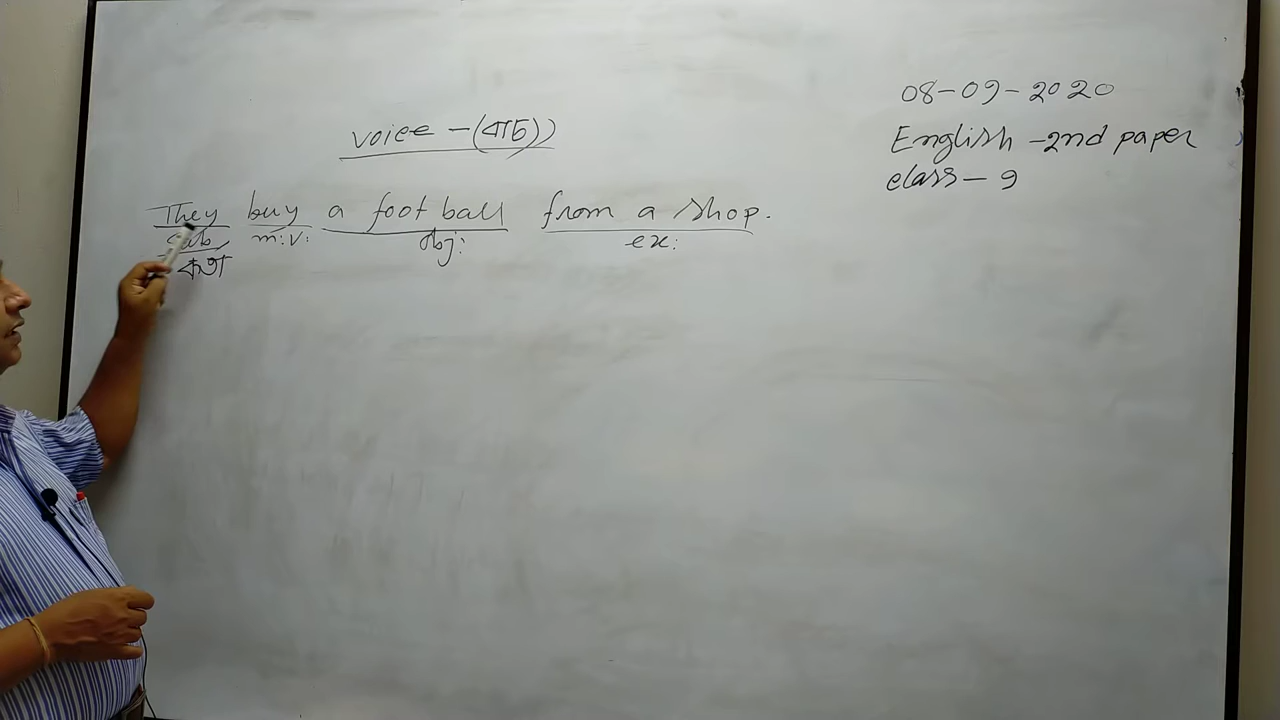 08-09-2020
voice -(বাচ্য)
English -2nd paper
class - 9
They buy a foot ball from a shop.
sub m:v: obj: ex:
কর্তা